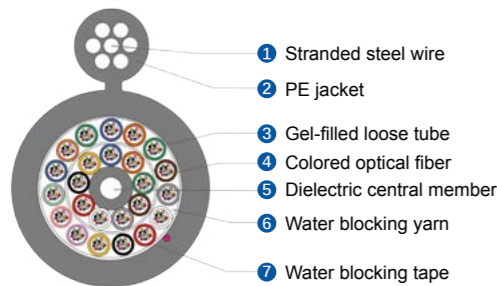 1 Stranded steel wire
2 PE jacket
3 Gel-filled loose tube
4 Colored optical fiber
5 Dielectric central member
6 Water blocking yarn
7 Water blocking tape